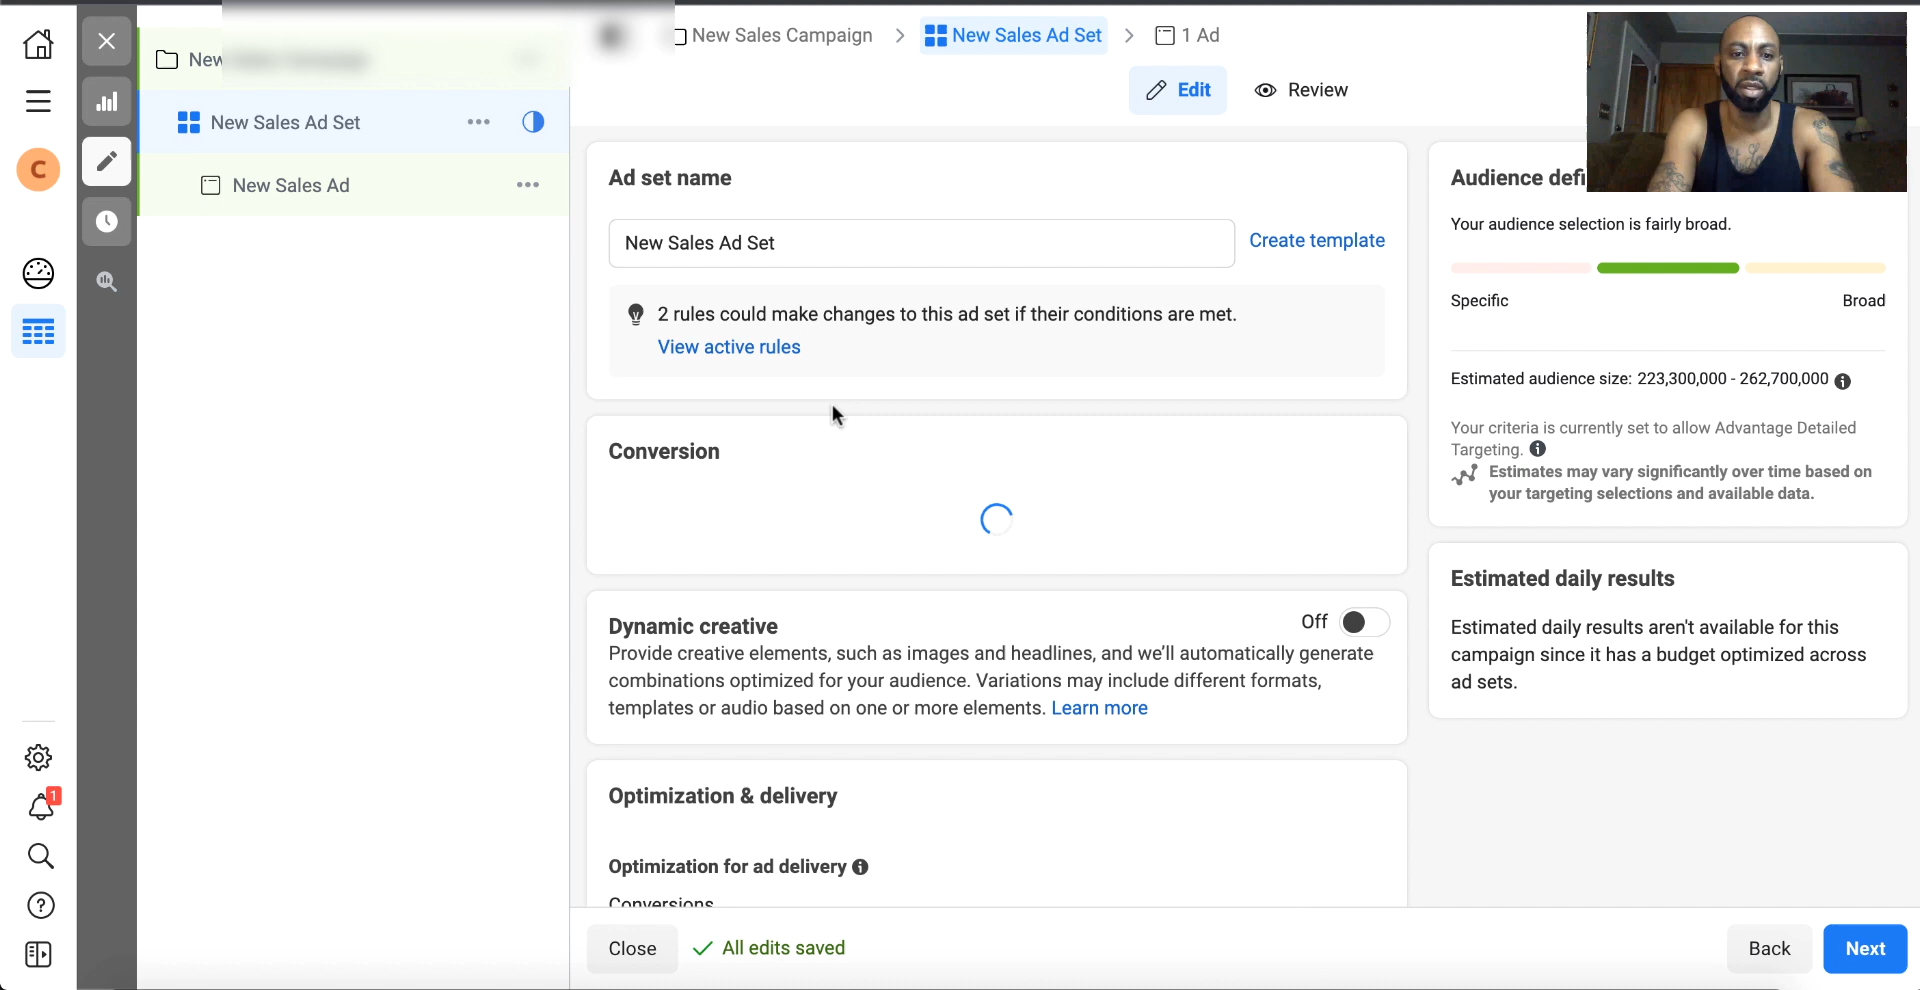 New
New Sales Campaign
New Sales Ad Set
1 Ad
Edit
Review
C
New Sales Ad Set
New Sales Ad
Ad set name
New Sales Ad Set
Create template
2 rules could make changes to this ad set if their conditions are met.
View active rules
Conversion
Dynamic creative
Off
Provide creative elements, such as images and headlines, and we'll automatically generate
combinations optimized for your audience. Variations may include different formats,
templates or audio based on one or more elements. Learn more
Optimization & delivery
Optimization for ad delivery
Conversions
Audience defi
Your audience selection is fairly broad.
Specific
Broad
Estimated audience size: 223,300,000 - 262,700,000
Your criteria is currently set to allow Advantage Detailed
Targeting.
Estimates may vary significantly over time based on
your targeting selections and available data.
Estimated daily results
Estimated daily results aren't available for this
campaign since it has a budget optimized across
ad sets.
1
Close
All edits saved
Back
Next